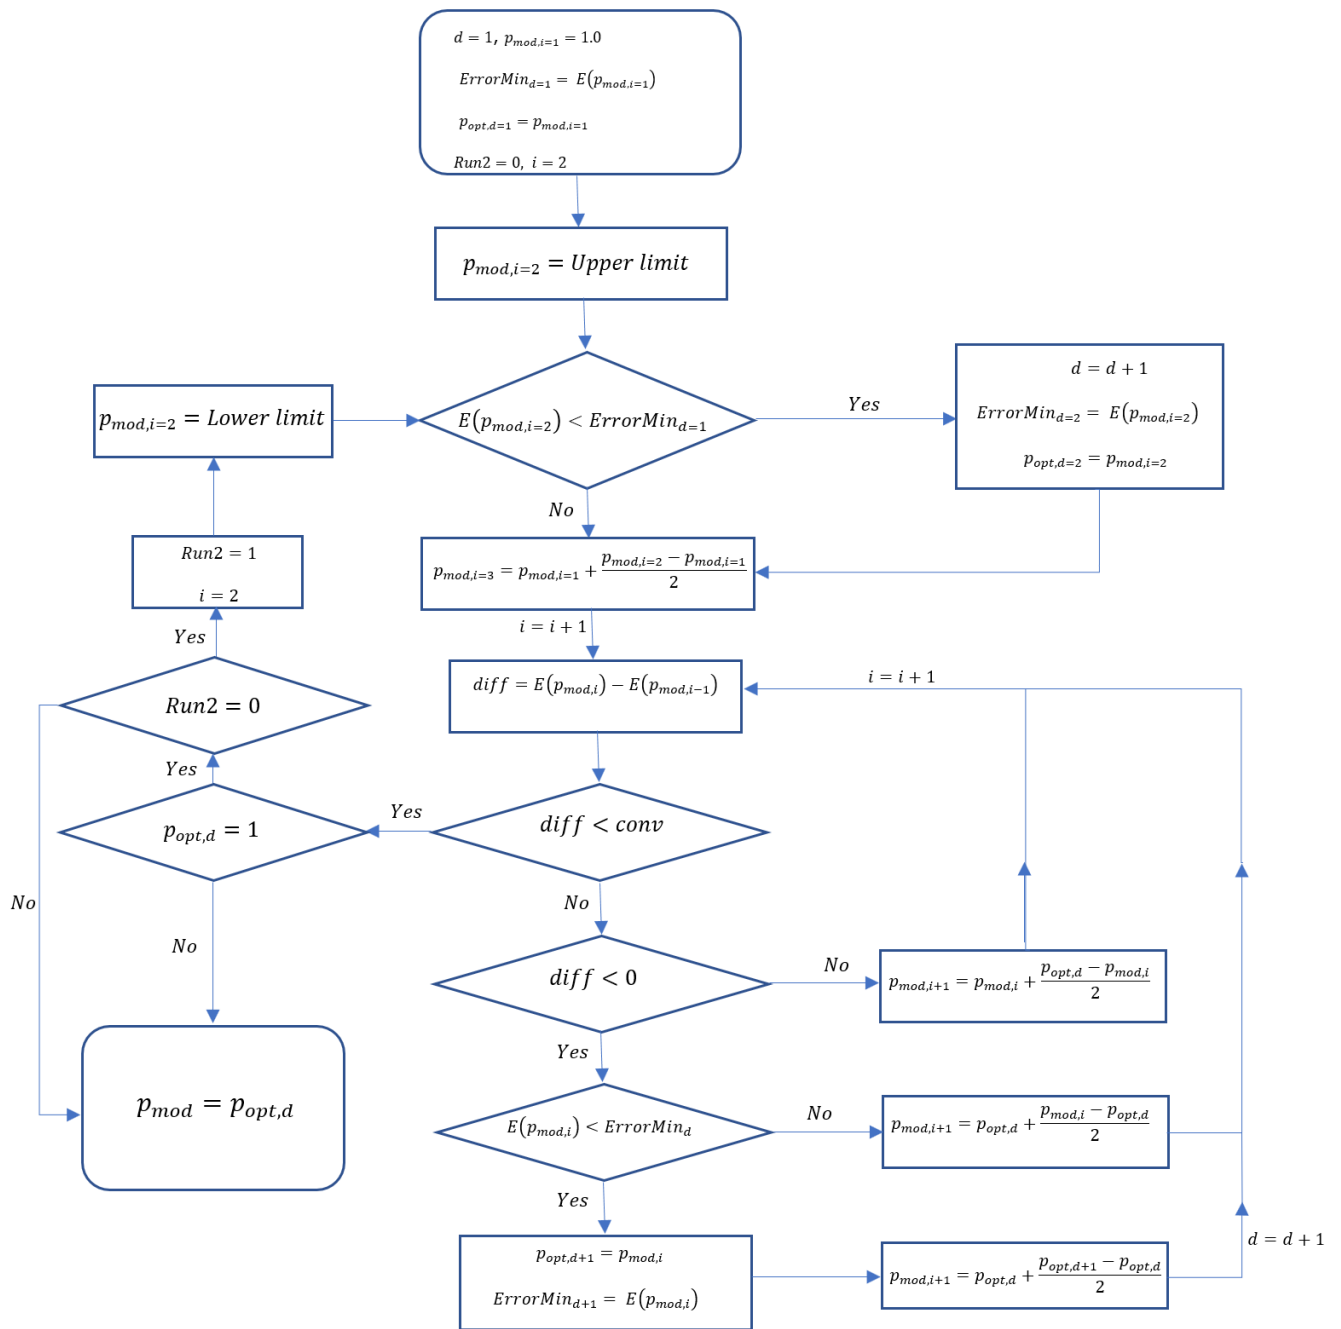 d = 1, p_{mod,i=1} = 1.0
ErrorMin_{d=1} = E(p_{mod,i=1})
p_{opt,d=1} = p_{mod,i=1}
Run2 = 0, i = 2
p_{mod,i=2} = Upper limit
p_{mod,i=2} = Lower limit
E(p_{mod,i=2}) < ErrorMin_{d=1}
Yes
d = d + 1
ErrorMin_{d=2} = E(p_{mod,i=2})
p_{opt,d=2} = p_{mod,i=2}
No
Run2 = 1
i = 2
p_{mod,i=3} = p_{mod,i=1} + \frac{p_{mod,i=2} - p_{mod,i=1}}{2}
i = i + 1
Yes
Run2 = 0
diff = E(p_{mod,i}) - E(p_{mod,i-1})
i = i + 1
Yes
p_{opt,d} = 1
Yes
diff < conv
No
No
No
diff < 0
No
p_{mod,i+1} = p_{mod,i} + \frac{p_{opt,d} - p_{mod,i}}{2}
Yes
p_{mod} = p_{opt,d}
E(p_{mod,i}) < ErrorMin_d
No
p_{mod,i+1} = p_{opt,d} + \frac{p_{mod,i} - p_{opt,d}}{2}
Yes
p_{opt,d+1} = p_{mod,i}
ErrorMin_{d+1} = E(p_{mod,i})
p_{mod,i+1} = p_{opt,d} + \frac{p_{opt,d+1} - p_{opt,d}}{2}
d = d + 1